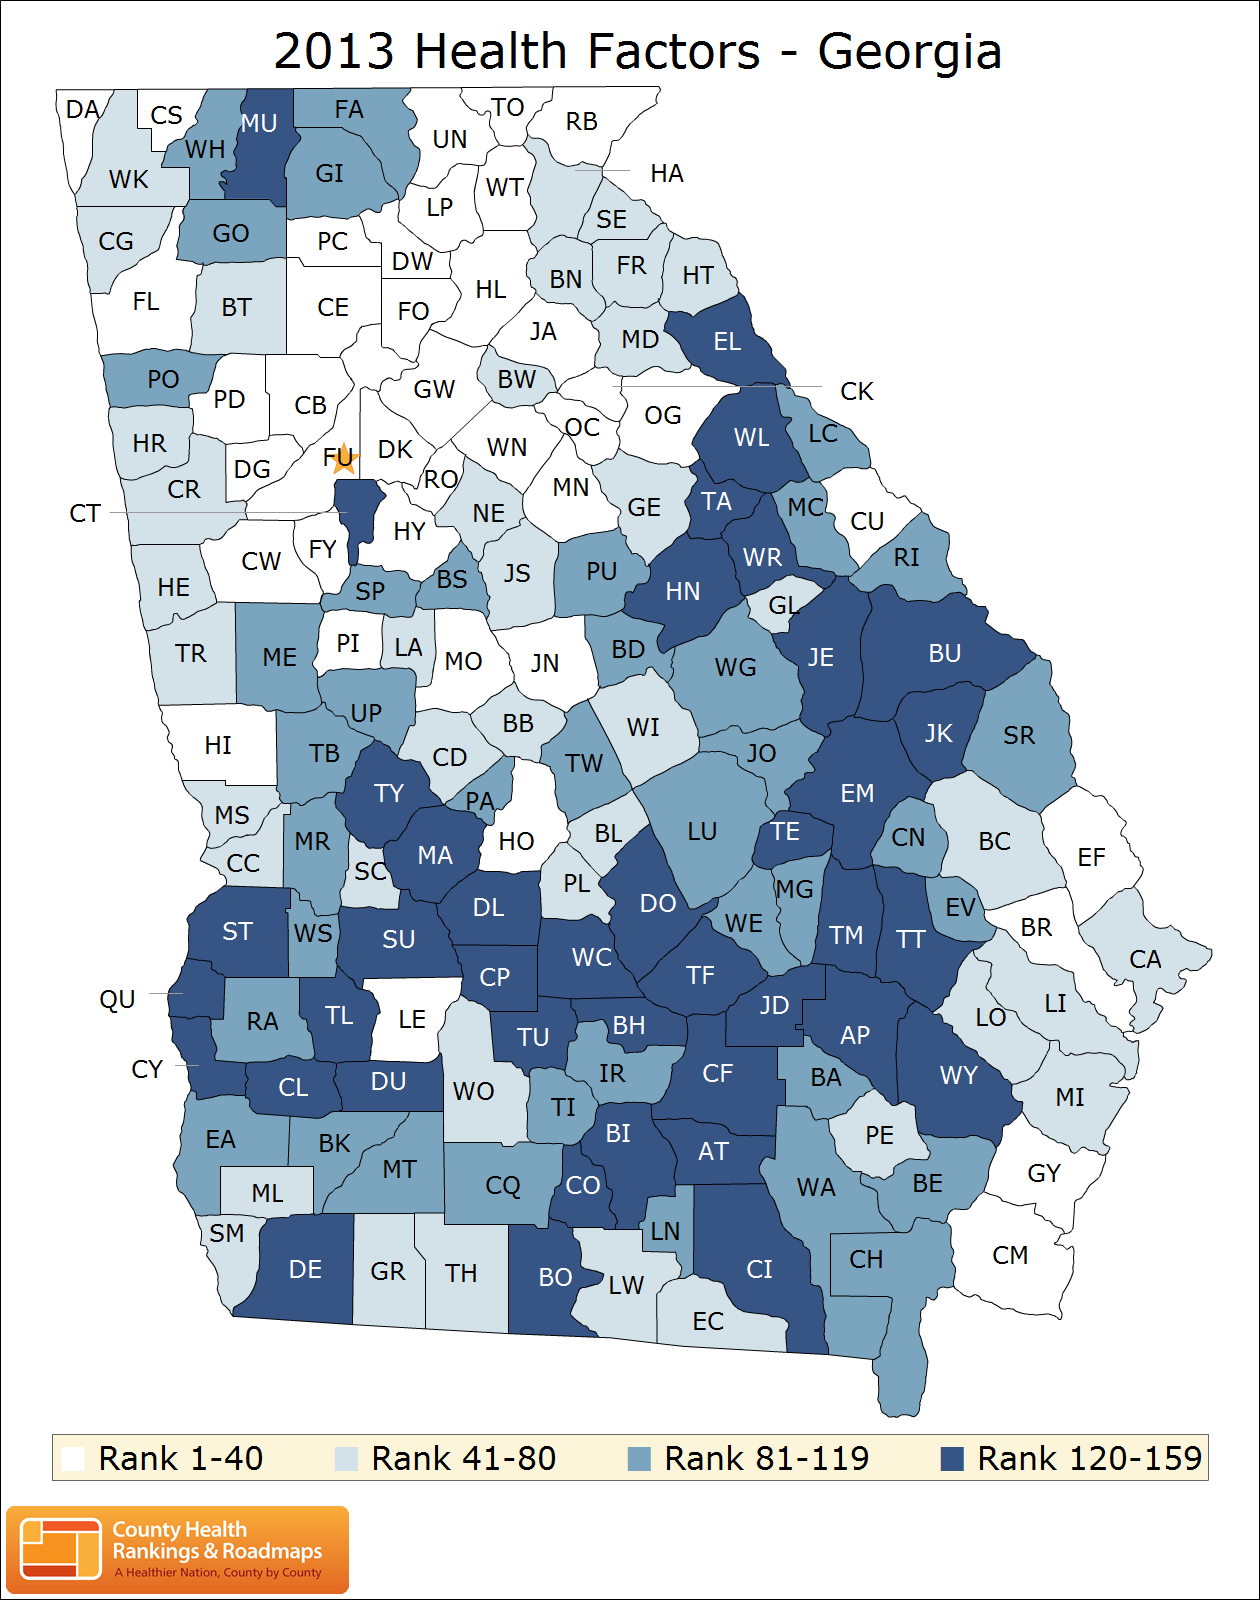 2013 Health Factors - Georgia
DA CS MU FA UN TO RB
WH
WK GI WT HA
LP SE
CG GO PC DW
BN FR HT
FL BT CE FO HL
JA MD EL
PO PD CB GW BW CK
OG
HR DG FU DK WN OC WL LC
CR RO MN
CT HY NE GE TA MC CU
CW FY WR RI
HE SP BS JS PU HN GL
TR ME PI LA MO JN BD WG JE BU
HI UP CD BB WI JO JK SR
TB TW
MS TY PA EM
CC MR SC MA HO BL LU TE CN BC EF
PL
ST WS SU DL DO WE MG TM TT EV BR CA
QU CP WC TF
RA TL LE TU BH JD AP LO LI
CY CL DU WO TI IR CF BA WY MI
EA BK MT BI AT PE
ML CQ CO WA BE GY
SM DE GR TH BO LW LN CI CH CM
EC
Rank 1-40 Rank 41-80 Rank 81-119 Rank 120-159
County Health
Rankings & Roadmaps
A Healthier Nation, County by County